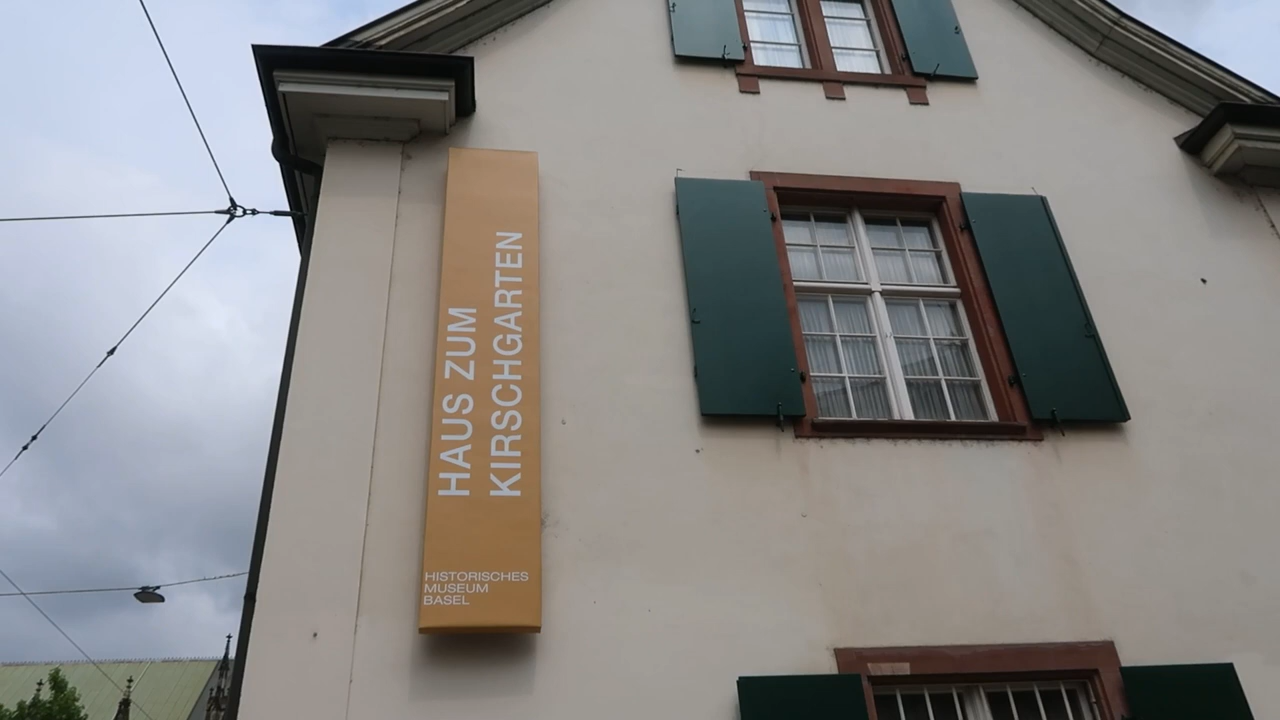 HAUS ZUM
KIRSCHGARTEN
HISTORISCHES
MUSEUM
BASEL